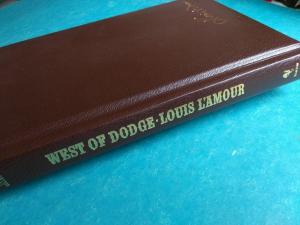 WEST OF DODGE · LOUIS L'AMOUR